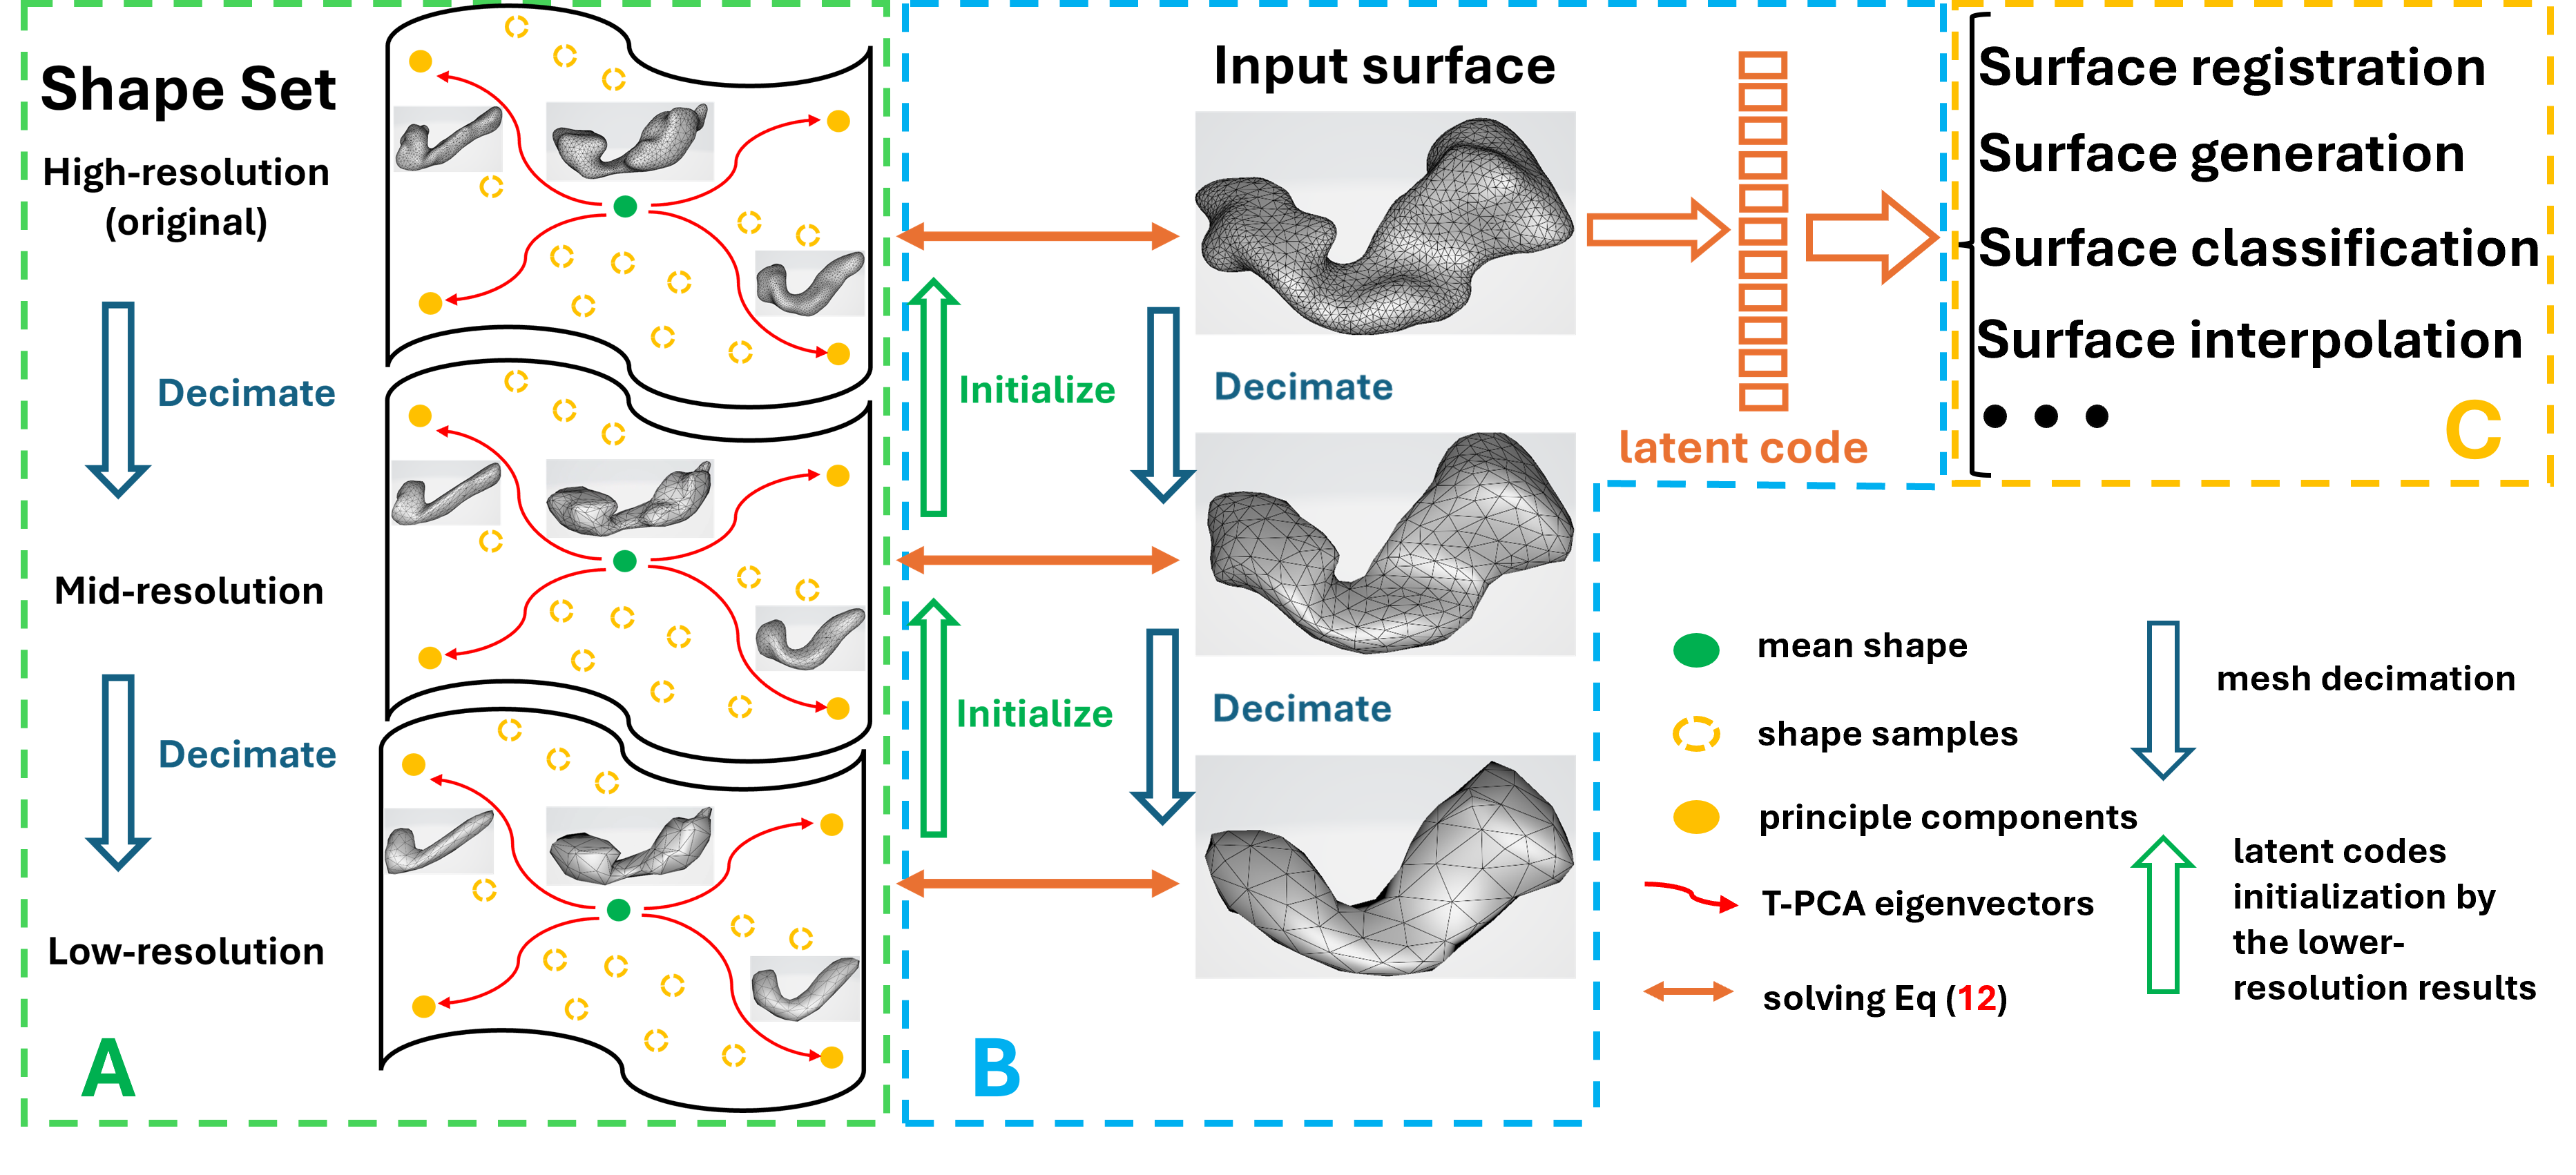 Shape Set
High-resolution
(original)
Decimate
Mid-resolution
Decimate
Low-resolution
A
Input surface
Initialize
Decimate
Initialize
Decimate
latent code
B
Surface registration
Surface generation
Surface classification
Surface interpolation
• • •
C
mean shape
shape samples
principle components
T-PCA eigenvectors
solving Eq (12)
mesh decimation
latent codes
initialization by
the lower-
resolution results